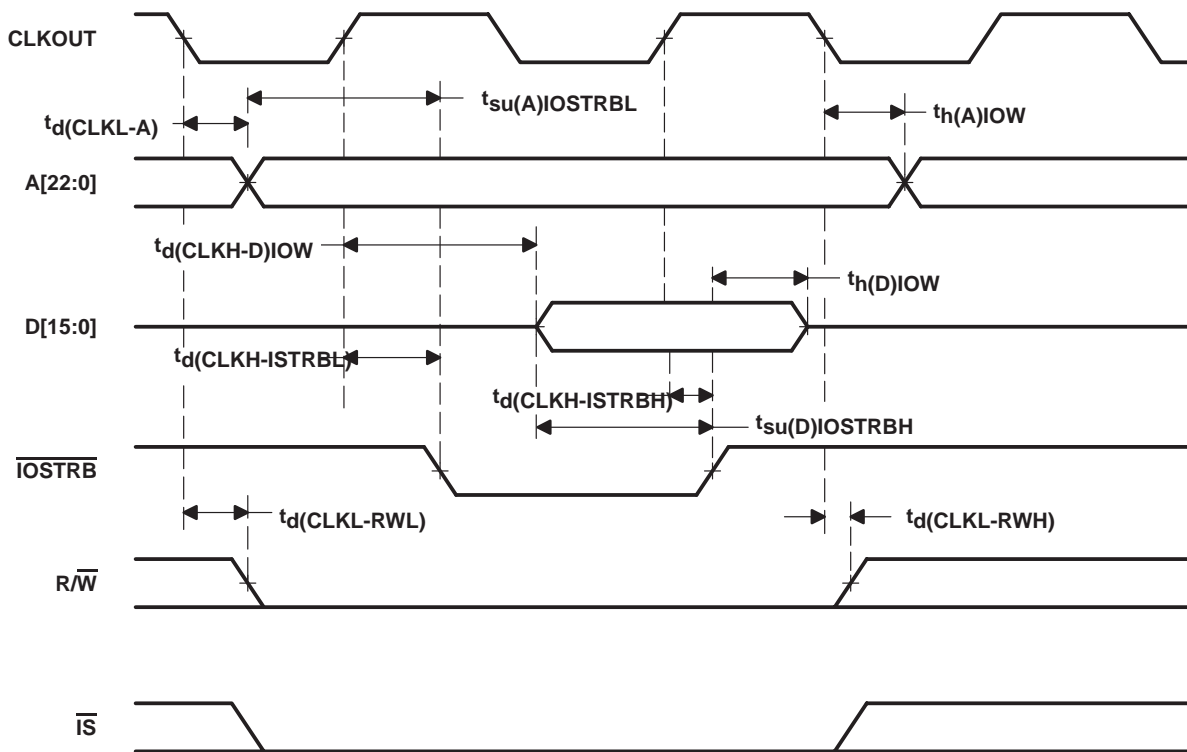 CLKOUT
tsu(A)IOSTRBL
td(CLKL-A)
th(A)IOW
A[22:0]
td(CLKH-D)IOW
th(D)IOW
D[15:0]
td(CLKH-ISTRBL)
td(CLKH-ISTRBH)
tsu(D)IOSTRBH
IOSTRB
td(CLKL-RWL)
td(CLKL-RWH)
R/W
IS